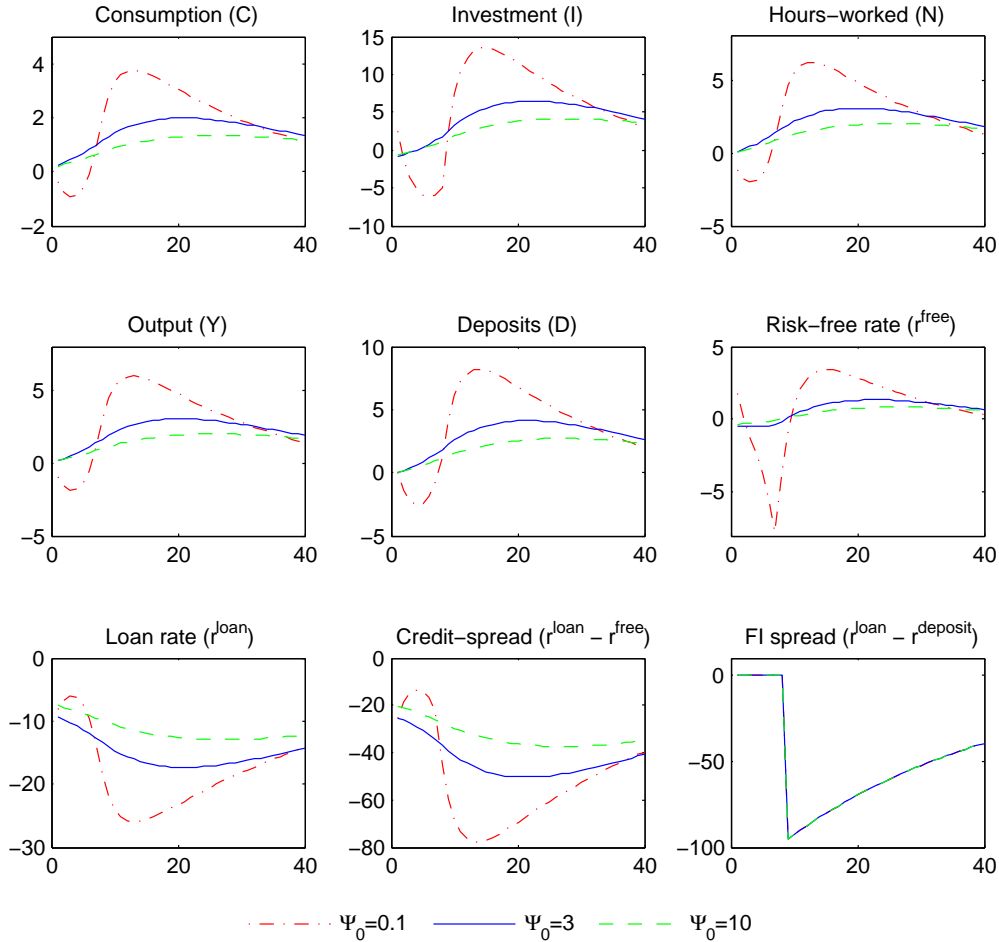 Consumption (C)
4
2
0
−2
0 20 40
Investment (I)
15
10
5
0
−5
−10
0 20 40
Hours−worked (N)
5
0
−5
0 20 40
Output (Y)
5
0
−5
0 20 40
Deposits (D)
10
5
0
−5
0 20 40
Risk−free rate (r^free)
5
0
−5
0 20 40
Loan rate (r^loan)
0
−10
−20
−30
0 20 40
Credit−spread (r^loan − r^free)
0
−20
−40
−60
−80
0 20 40
FI spread (r^loan − r^deposit)
0
−50
−100
0 20 40
Ψ_0=0.1 Ψ_0=3 Ψ_0=10